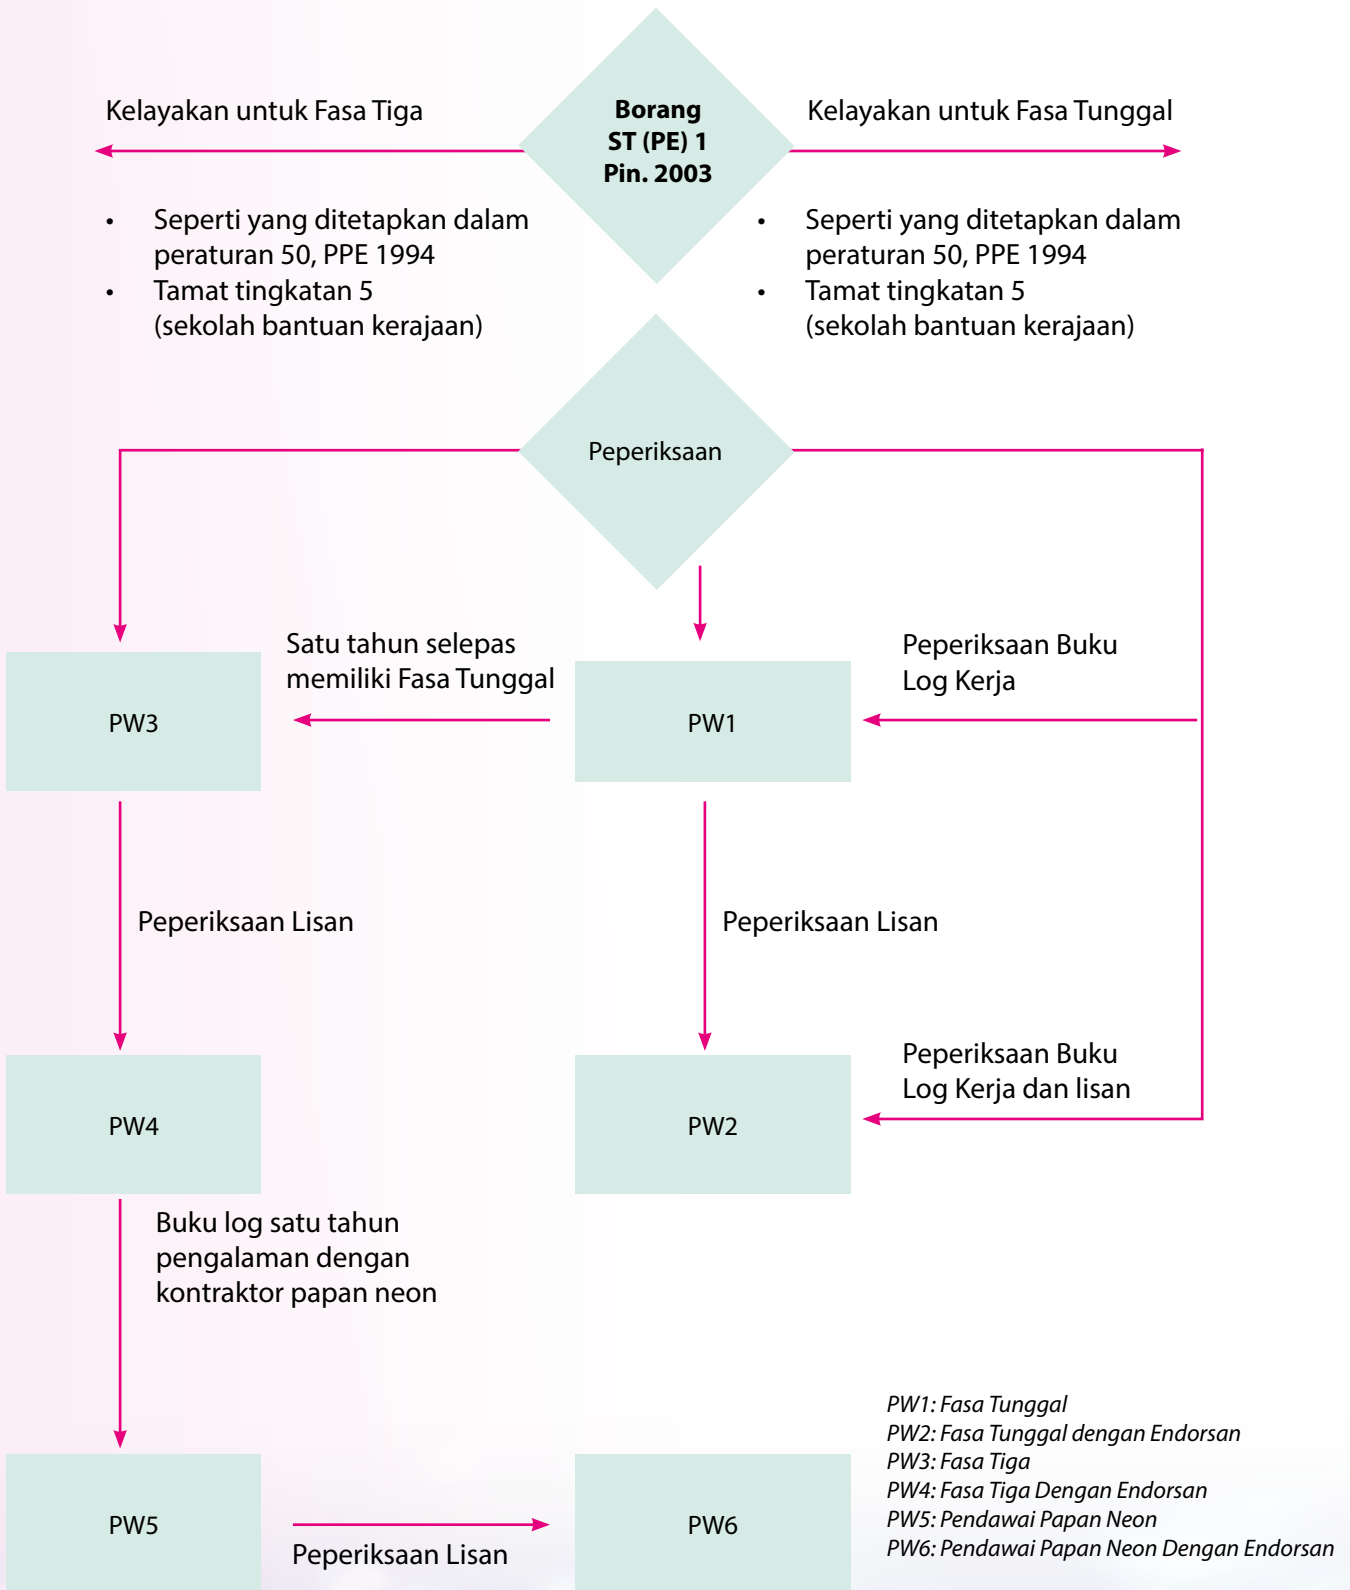 Kelayakan untuk Fasa Tiga
Borang
ST (PE) 1
Pin. 2003
Kelayakan untuk Fasa Tunggal
• Seperti yang ditetapkan dalam
peraturan 50, PPE 1994
• Tamat tingkatan 5
(sekolah bantuan kerajaan)
• Seperti yang ditetapkan dalam
peraturan 50, PPE 1994
• Tamat tingkatan 5
(sekolah bantuan kerajaan)
Peperiksaan
Satu tahun selepas
memiliki Fasa Tunggal
Peperiksaan Buku
Log Kerja
PW3
PW1
Peperiksaan Lisan
Peperiksaan Lisan
Peperiksaan Buku
Log Kerja dan lisan
PW4
PW2
Buku log satu tahun
pengalaman dengan
kontraktor papan neon
PW5
Peperiksaan Lisan
PW6
PW1: Fasa Tunggal
PW2: Fasa Tunggal dengan Endorsan
PW3: Fasa Tiga
PW4: Fasa Tiga Dengan Endorsan
PW5: Pendawai Papan Neon
PW6: Pendawai Papan Neon Dengan Endorsan